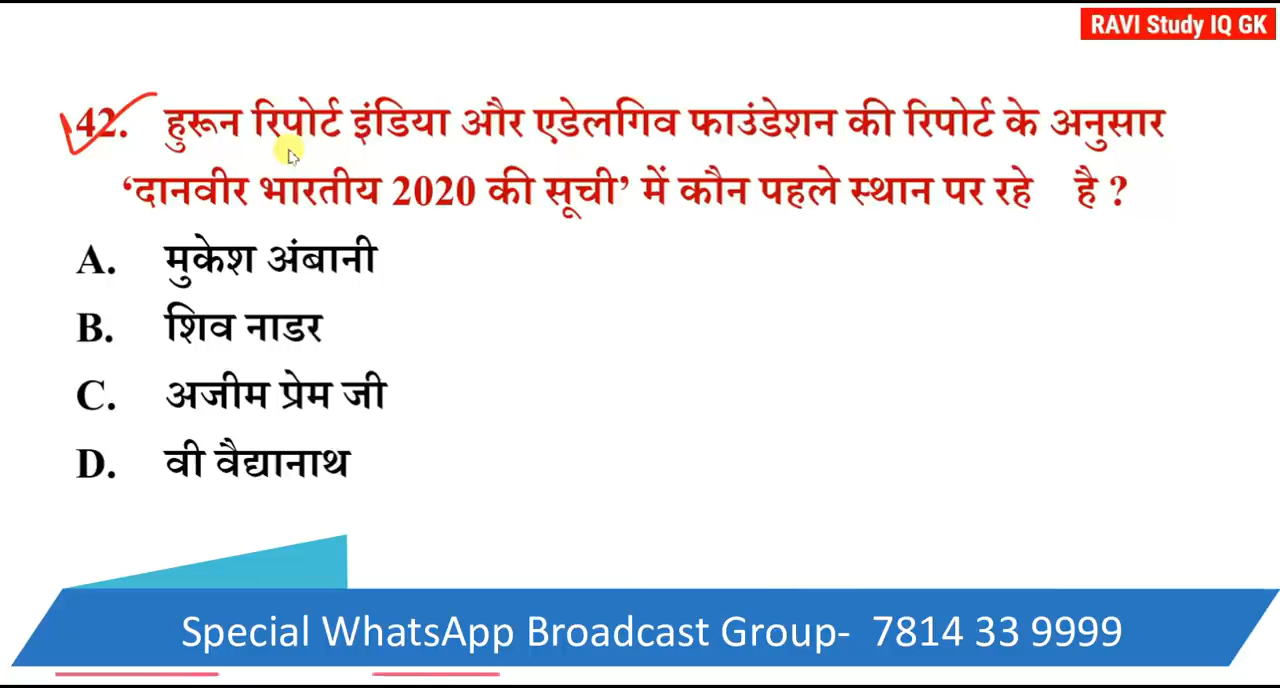 RAVI Study IQ GK
42. हुरून रिपोर्ट इंडिया और एडेलगिव फाउंडेशन की रिपोर्ट के अनुसार
‘दानवीर भारतीय 2020 की सूची’ में कौन पहले स्थान पर रहे है ?
A. मुकेश अंबानी
B. शिव नाडर
C. अजीम प्रेम जी
D. वी वैद्यानाथ
Special WhatsApp Broadcast Group- 7814 33 9999